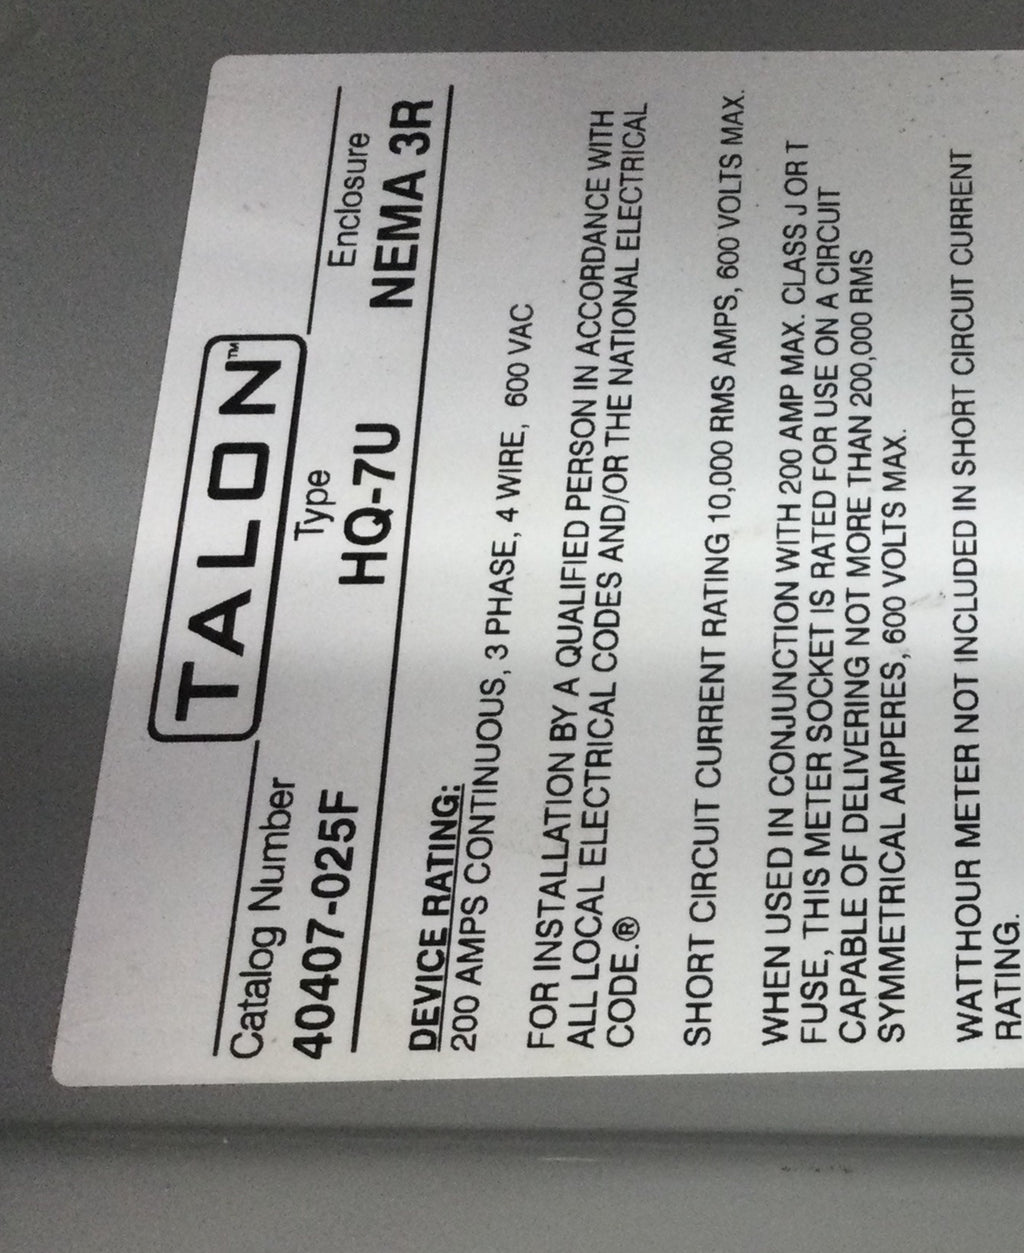 TALON™
Catalog Number Type Enclosure
40407-025F HQ-7U NEMA 3R
DEVICE RATING:
200 AMPS CONTINUOUS, 3 PHASE, 4 WIRE, 600 VAC
FOR INSTALLATION BY A QUALIFIED PERSON IN ACCORDANCE WITH
ALL LOCAL ELECTRICAL CODES AND/OR THE NATIONAL ELECTRICAL
CODE.®
SHORT CIRCUIT CURRENT RATING 10,000 RMS AMPS, 600 VOLTS MAX.
WHEN USED IN CONJUNCTION WITH 200 AMP MAX. CLASS J OR T
FUSE, THIS METER SOCKET IS RATED FOR USE ON A CIRCUIT
CAPABLE OF DELIVERING NOT MORE THAN 200,000 RMS
SYMMETRICAL AMPERES, 600 VOLTS MAX.
WATTHOUR METER NOT INCLUDED IN SHORT CIRCUIT CURRENT
RATING.